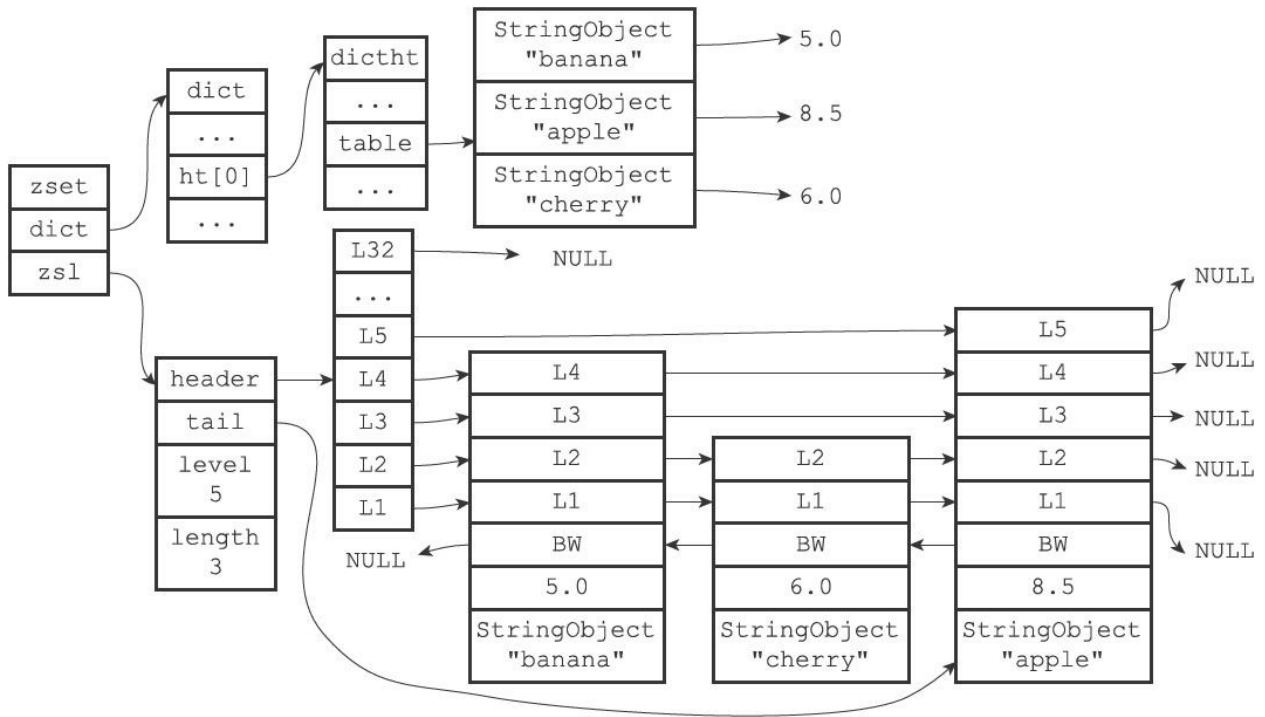 zset
dict
zsl
dict
...
ht[0]
...
dictht
...
table
...
StringObject
"banana"
StringObject
"apple"
StringObject
"cherry"
5.0
8.5
6.0
header
tail
level
5
length
3
L32
...
L5
L4
L3
L2
L1
NULL
NULL
L4
L3
L2
L1
BW
5.0
StringObject
"banana"
L2
L1
BW
6.0
StringObject
"cherry"
L5
L4
L3
L2
L1
BW
8.5
StringObject
"apple"
NULL
NULL
NULL
NULL
NULL